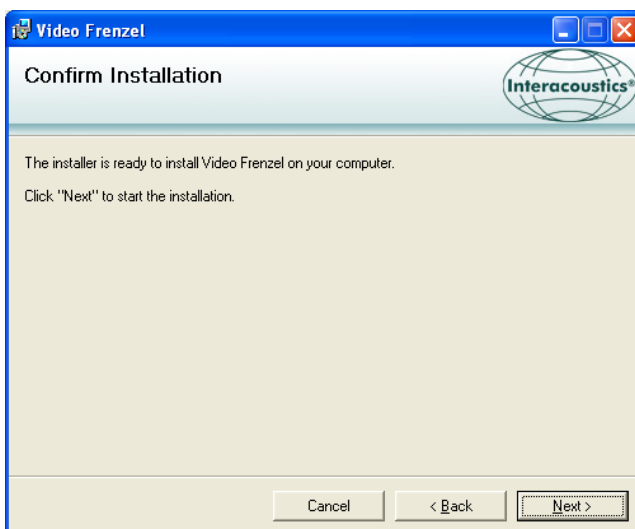 Video Frenzel
Confirm Installation
Interacoustics®
The installer is ready to install Video Frenzel on your computer.
Click "Next" to start the installation.
Cancel
< Back
Next >